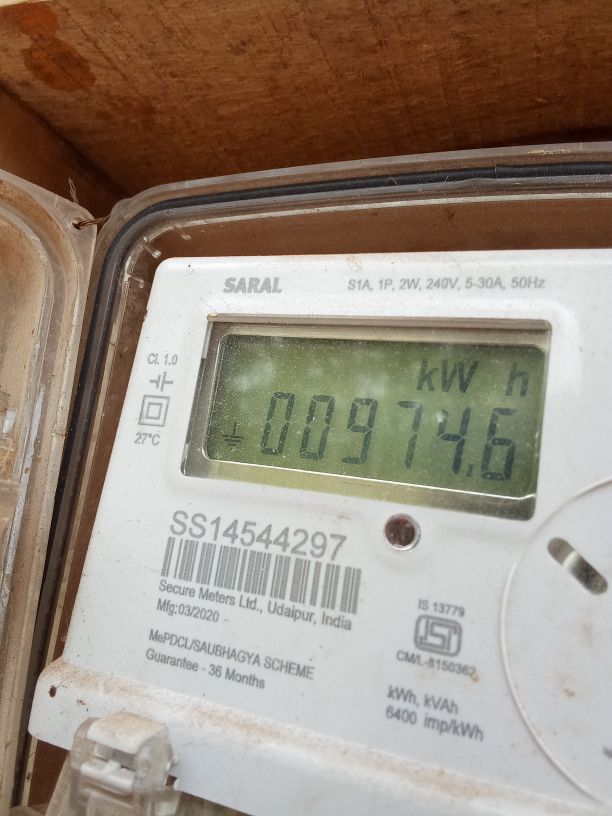 SARAL S1A, 1P, 2W, 240V, 5-30A, 50Hz
Cl. 1.0
27°C
kW h
00974.6
SS14544297
Secure Meters Ltd., Udaipur, India
Mfg:03/2020
MePDCL/SAUBHAGYA SCHEME
Guarantee - 36 Months
IS 13779
ISI
CM/L-8150362
kWh, kVAh
6400 imp/kWh